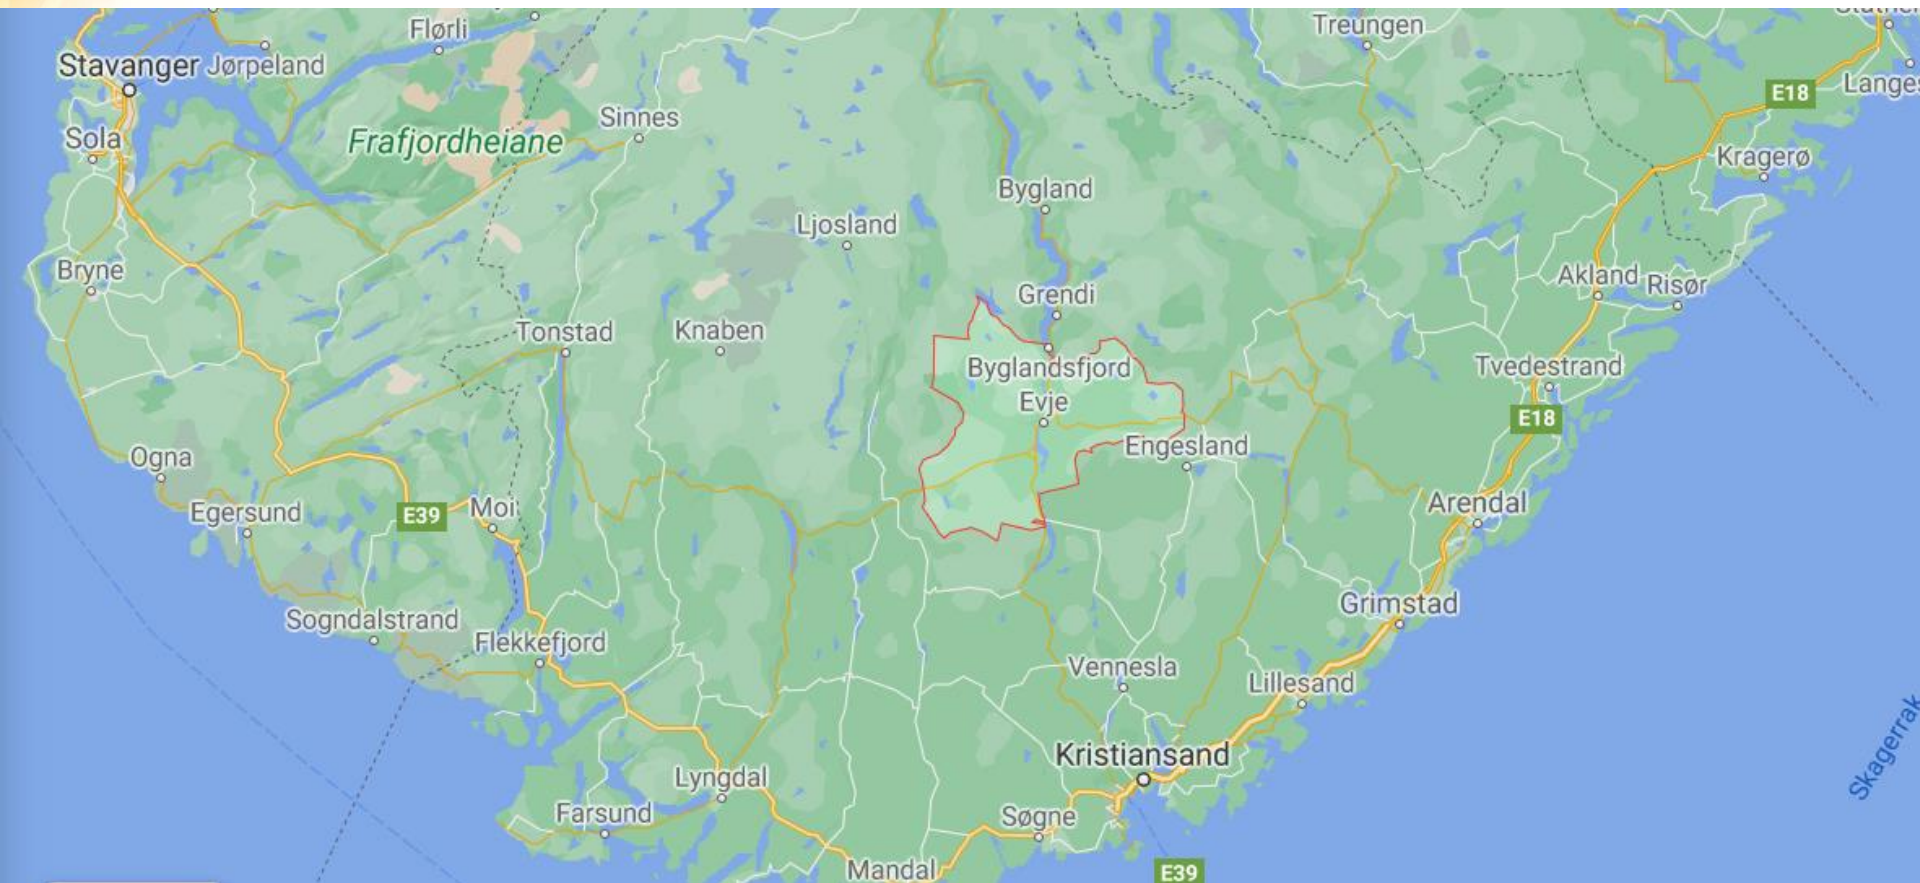 Flørli
Treungen
Stavanger
Jørpeland
E18
Sinnes
Sola
Frafjordheiane
Kragerø
Bygland
Ljosland
Bryne
Akland
Risør
Grendi
Tonstad
Knaben
Byglandsfjord
Tvedestrand
Evje
E18
Engesland
Ogna
Arendal
Egersund
E39
Moi
Grimstad
Sogndalstrand
Flekkefjord
Vennesla
Lillesand
Skagerrak
Kristiansand
Lyngdal
Farsund
Søgne
Mandal
E39